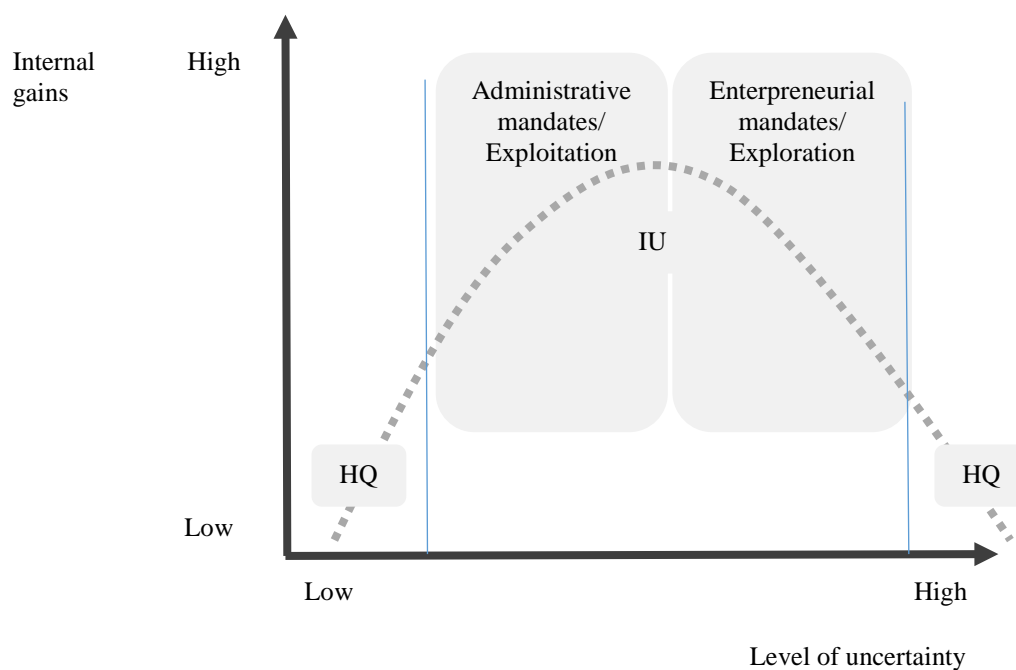 Internal
gains
High
Administrative
mandates/
Exploitation
Enterpreneurial
mandates/
Exploration
IU
HQ
HQ
Low
Low
High
Level of uncertainty